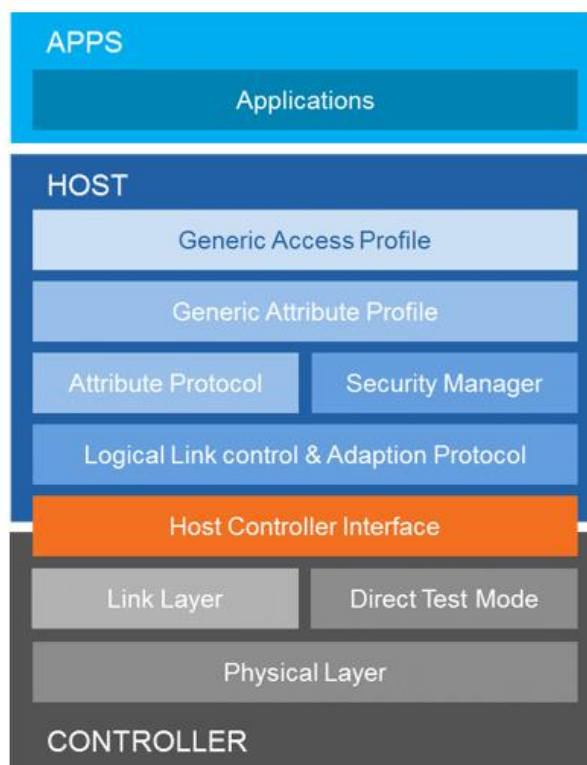 APPS
Applications
HOST
Generic Access Profile
Generic Attribute Profile
Attribute Protocol
Security Manager
Logical Link control & Adaption Protocol
Host Controller Interface
Link Layer
Direct Test Mode
Physical Layer
CONTROLLER